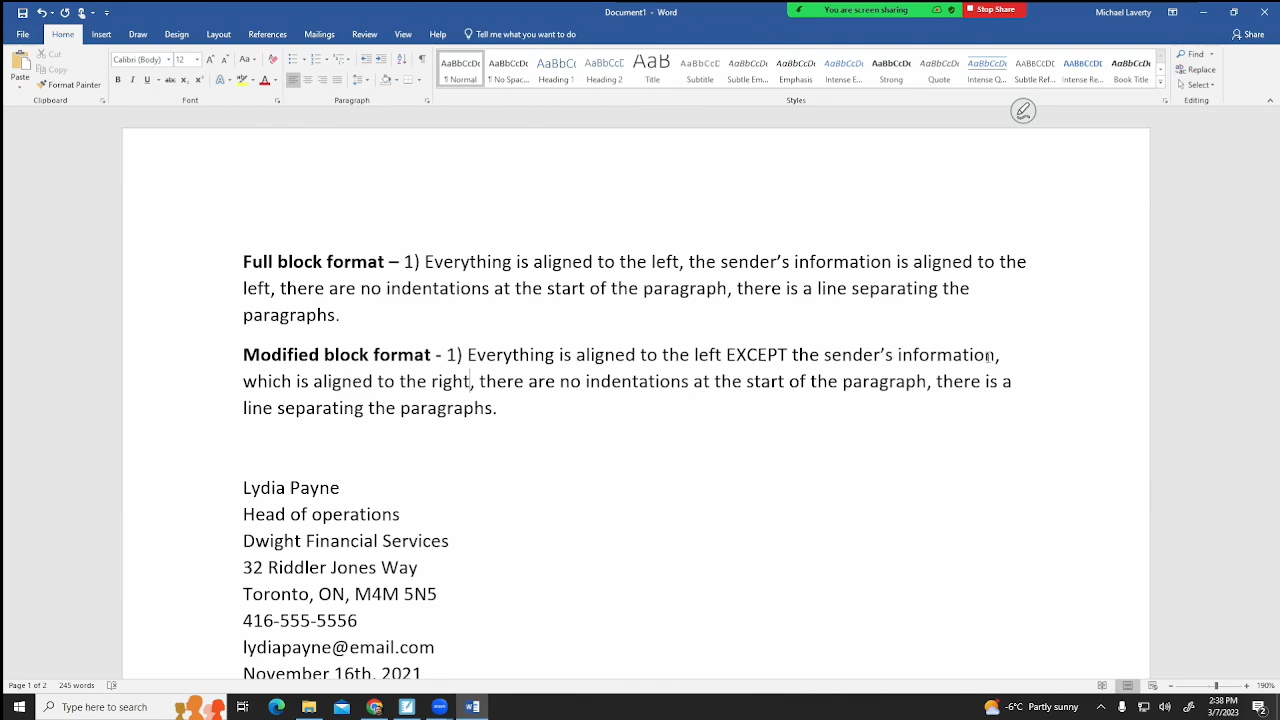 Document1 - Word
You are screen sharing
Stop Share
Michael Laverty
File Home Insert Draw Design Layout References Mailings Review View Help Tell me what you want to do Share
Paste
Cut
Copy
Format Painter
Calibri (Body) 12
AaBbCcDc AaBbCcDc AaBbC( AaBbCcC AaB AaBbCcD AaBbCcDc AaBbCcDc AaBbCcDc AaBbCcDc AaBbCcDc AaBbCcDc AABBCCDC AABBCCDC AaBbCcDc
¶ Normal ¶ No Spac... Heading 1 Heading 2 Title Subtitle Subtle Em... Emphasis Intense E... Strong Quote Intense Q... Subtle Ref... Intense Re... Book Title
Find
Replace
Select
Clipboard Font Paragraph Styles Editing
Full block format – 1) Everything is aligned to the left, the sender's information is aligned to the
left, there are no indentations at the start of the paragraph, there is a line separating the
paragraphs.
Modified block format - 1) Everything is aligned to the left EXCEPT the sender's information,
which is aligned to the right, there are no indentations at the start of the paragraph, there is a
line separating the paragraphs.
Lydia Payne
Head of operations
Dwight Financial Services
32 Riddler Jones Way
Toronto, ON, M4M 5N5
416-555-5556
lydiapayne@email.com
November 16th, 2021
Page 1 of 2 245 words 190%
Type here to search
zoom
-5°C Partly sunny
2:38 PM
3/7/2023